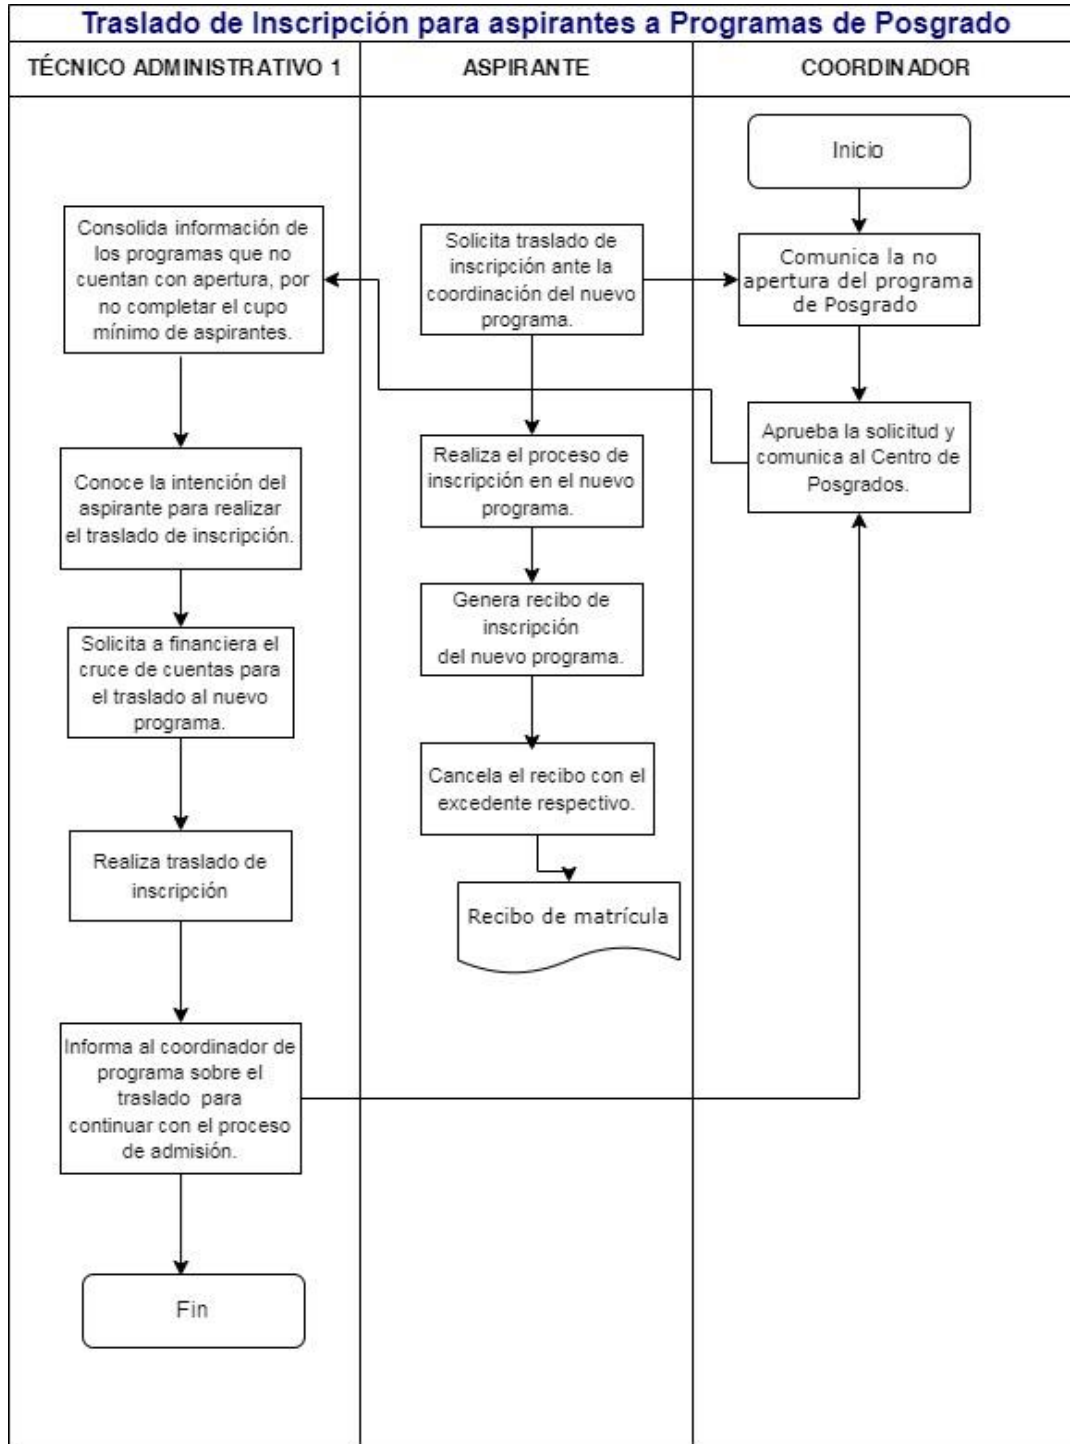 Traslado de Inscripción para aspirantes a Programas de Posgrado
TÉCNICO ADMINISTRATIVO 1
ASPIRANTE
COORDINADOR
Consolida información de
los programas que no
cuentan con apertura, por
no completar el cupo
mínimo de aspirantes.
Conoce la intención del
aspirante para realizar
el traslado de inscripción.
Solicita a financiera el
cruce de cuentas para
el traslado al nuevo
programa.
Realiza traslado de
inscripción
Informa al coordinador de
programa sobre el
traslado para
continuar con el proceso
de admisión.
Fin
Solicita traslado de
inscripción ante la
coordinación del nuevo
programa.
Realiza el proceso de
inscripción en el nuevo
programa.
Genera recibo de
inscripción
del nuevo programa.
Cancela el recibo con el
excedente respectivo.
Recibo de matrícula
Inicio
Comunica la no
apertura del programa
de Posgrado
Aprueba la solicitud y
comunica al Centro de
Posgrados.